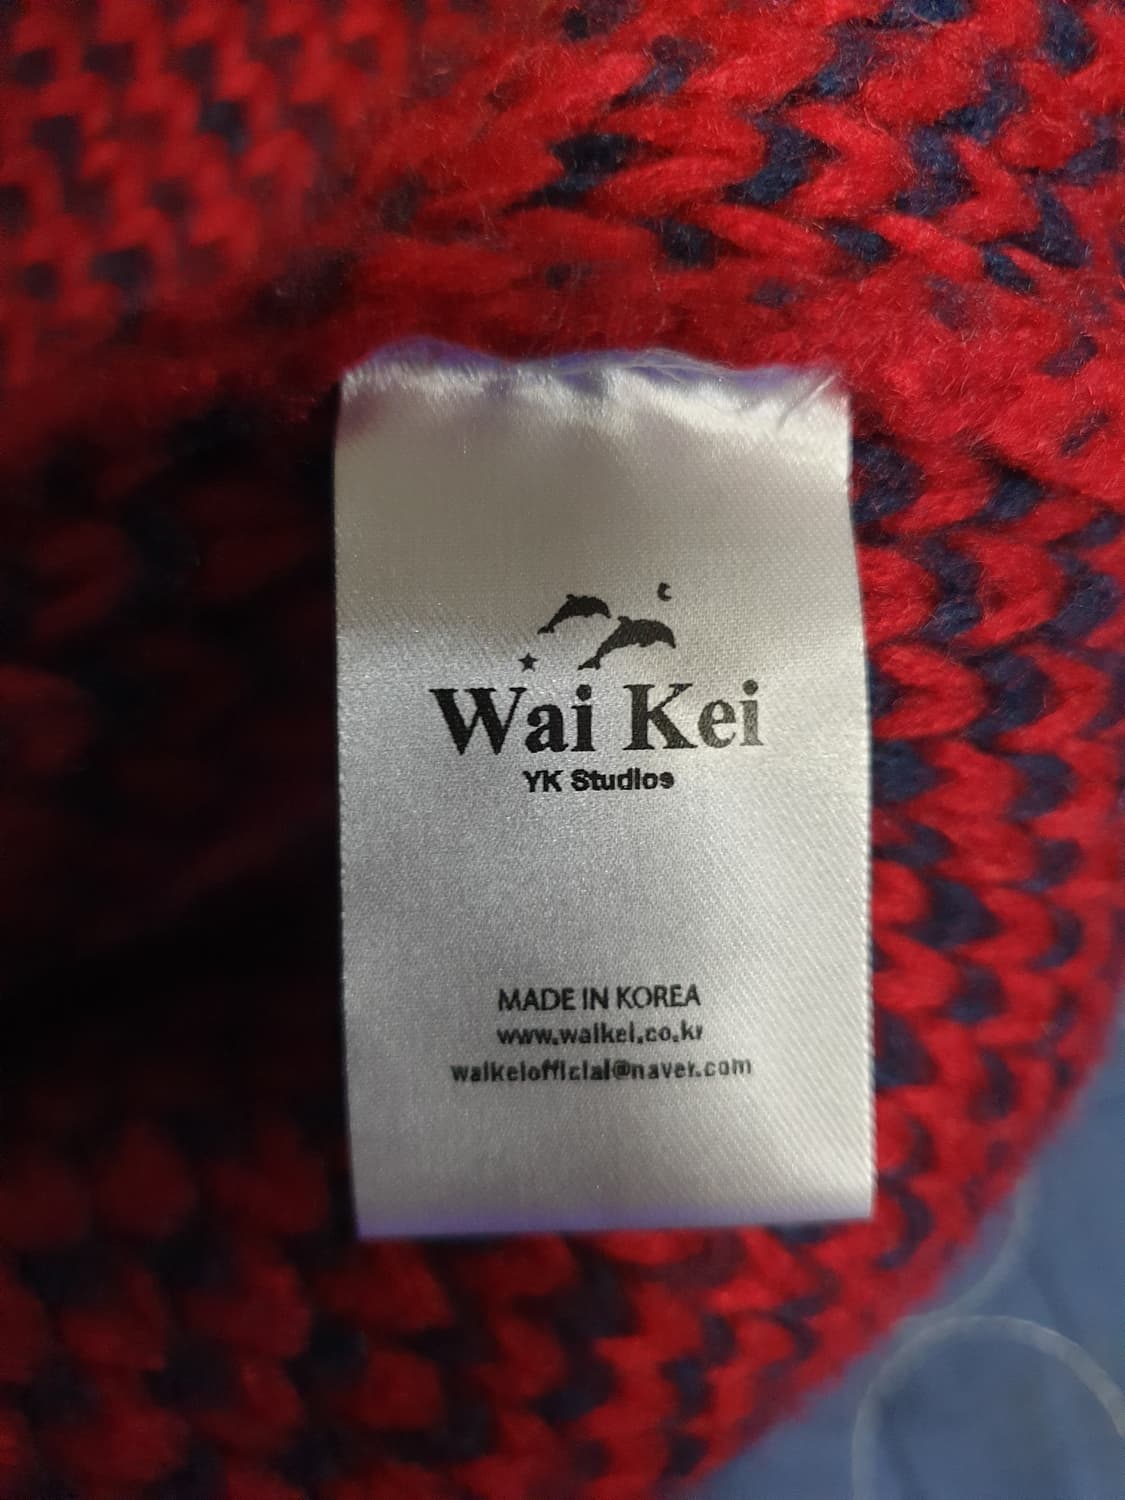 Wai Kei
YK Studios
MADE IN KOREA
www.waikei.co.kr
waikeiofficial@naver.com